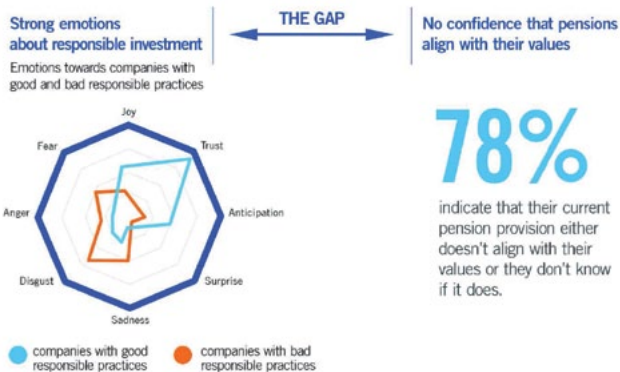 Strong emotions
about responsible investment
Emotions towards companies with
good and bad responsible practices
Joy
Trust
Anticipation
Surprise
Sadness
Disgust
Anger
Fear
companies with good
responsible practices
companies with bad
responsible practices
THE GAP
No confidence that pensions
align with their values
78%
indicate that their current
pension provision either
doesn't align with their
values or they don't know
if it does.